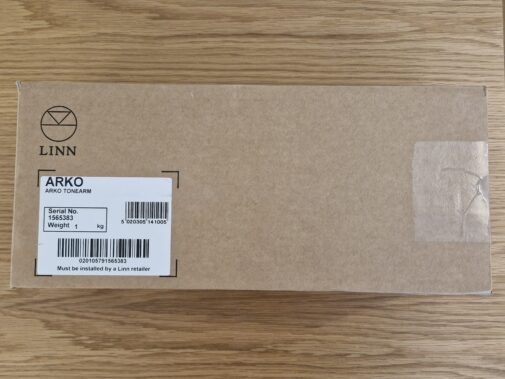 LINN
ARKO
ARKO TONEARM
Serial No.
1565383
Weight 1 kg
5 020305 141005
020105791565383
Must be installed by a Linn retailer